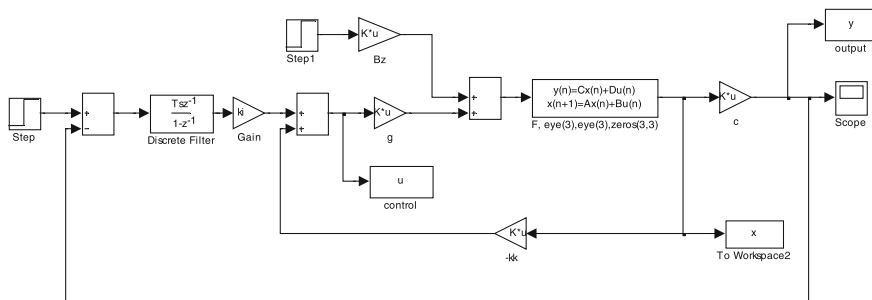 K*u
Step1
Bz
y
output
Step
+
−
Tsz-1
1-z-1
Discrete Filter
ki
Gain
+
+
K*u
g
+
+
y(n)=Cx(n)+Du(n)
x(n+1)=Ax(n)+Bu(n)
F, eye(3),eye(3),zeros(3,3)
K*u
c
Scope
u
control
K*u
-kk
x
To Workspace2